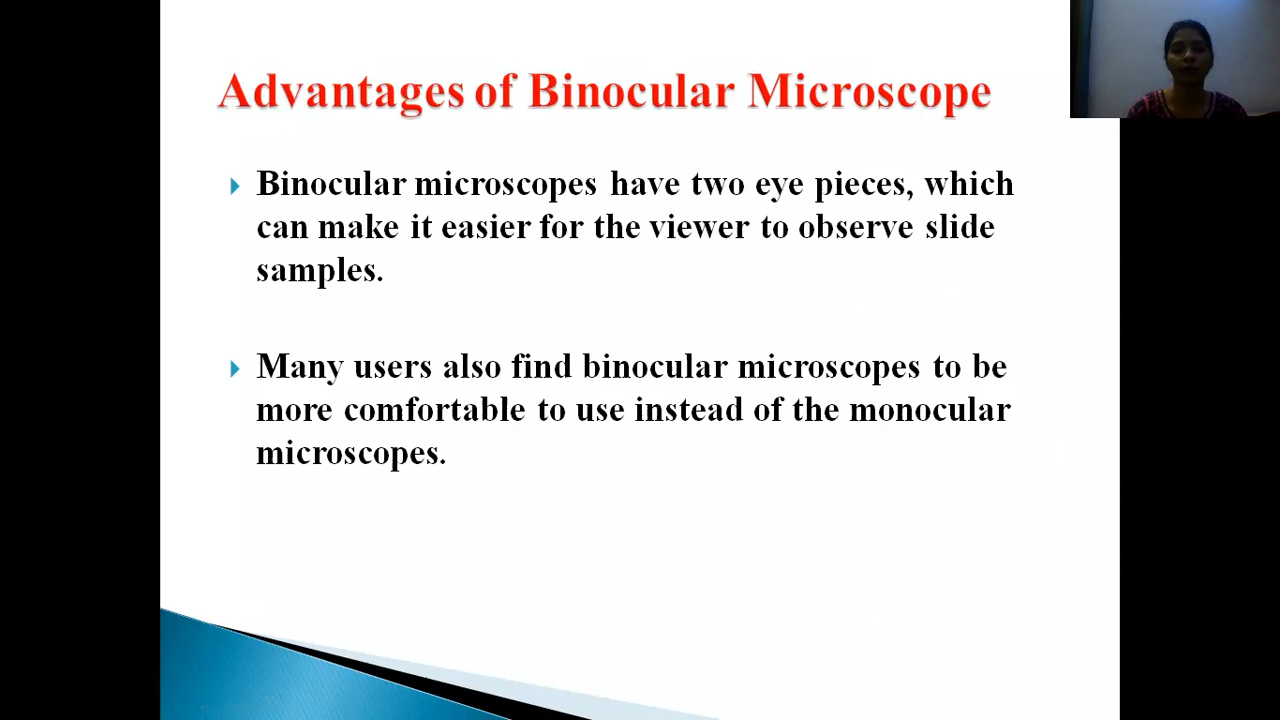 Advantages of Binocular Microscope
Binocular microscopes have two eye pieces, which
can make it easier for the viewer to observe slide
samples.
Many users also find binocular microscopes to be
more comfortable to use instead of the monocular
microscopes.